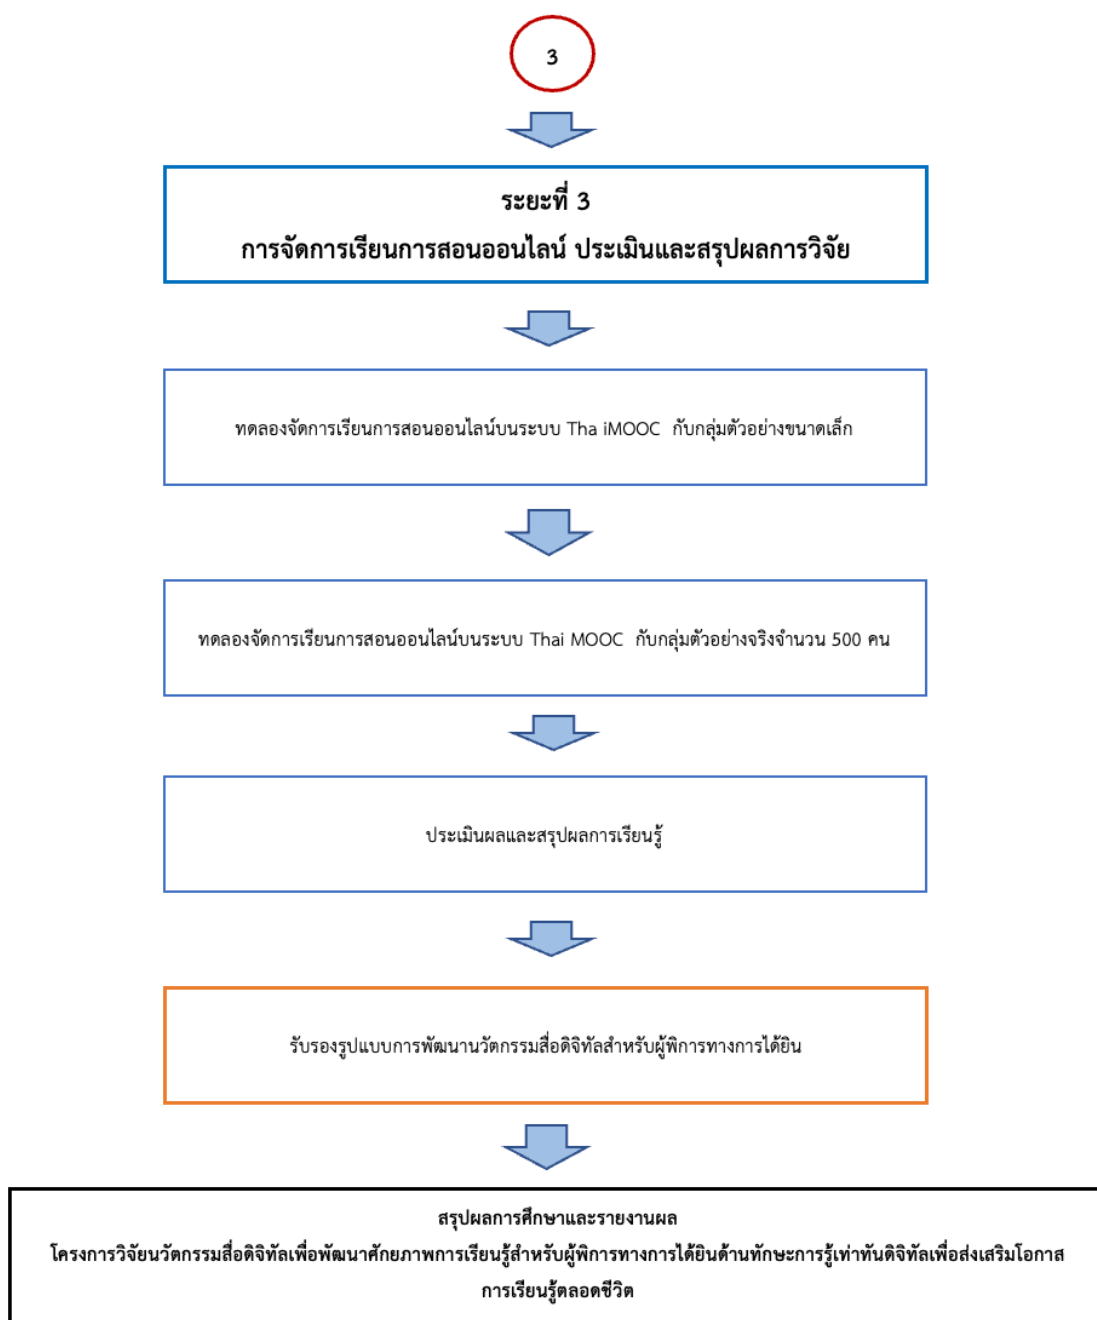 3
ระยะที่ 3
การจัดการเรียนการสอนออนไลน์ ประเมินและสรุปผลการวิจัย
ทดลองจัดการเรียนการสอนออนไลน์บนระบบ Tha iMOOC กับกลุ่มตัวอย่างขนาดเล็ก
ทดลองจัดการเรียนการสอนออนไลน์บนระบบ Thai MOOC กับกลุ่มตัวอย่างจริงจำนวน 500 คน
ประเมินผลและสรุปผลการเรียนรู้
รับรองรูปแบบการพัฒนานวัตกรรมสื่อดิจิทัลสำหรับผู้พิการทางการได้ยิน
สรุปผลการศึกษาและรายงานผล
โครงการวิจัยนวัตกรรมสื่อดิจิทัลเพื่อพัฒนาศักยภาพการเรียนรู้สำหรับผู้พิการทางการได้ยินด้านทักษะการรู้เท่าทันดิจิทัลเพื่อส่งเสริมโอกาส
การเรียนรู้ตลอดชีวิต